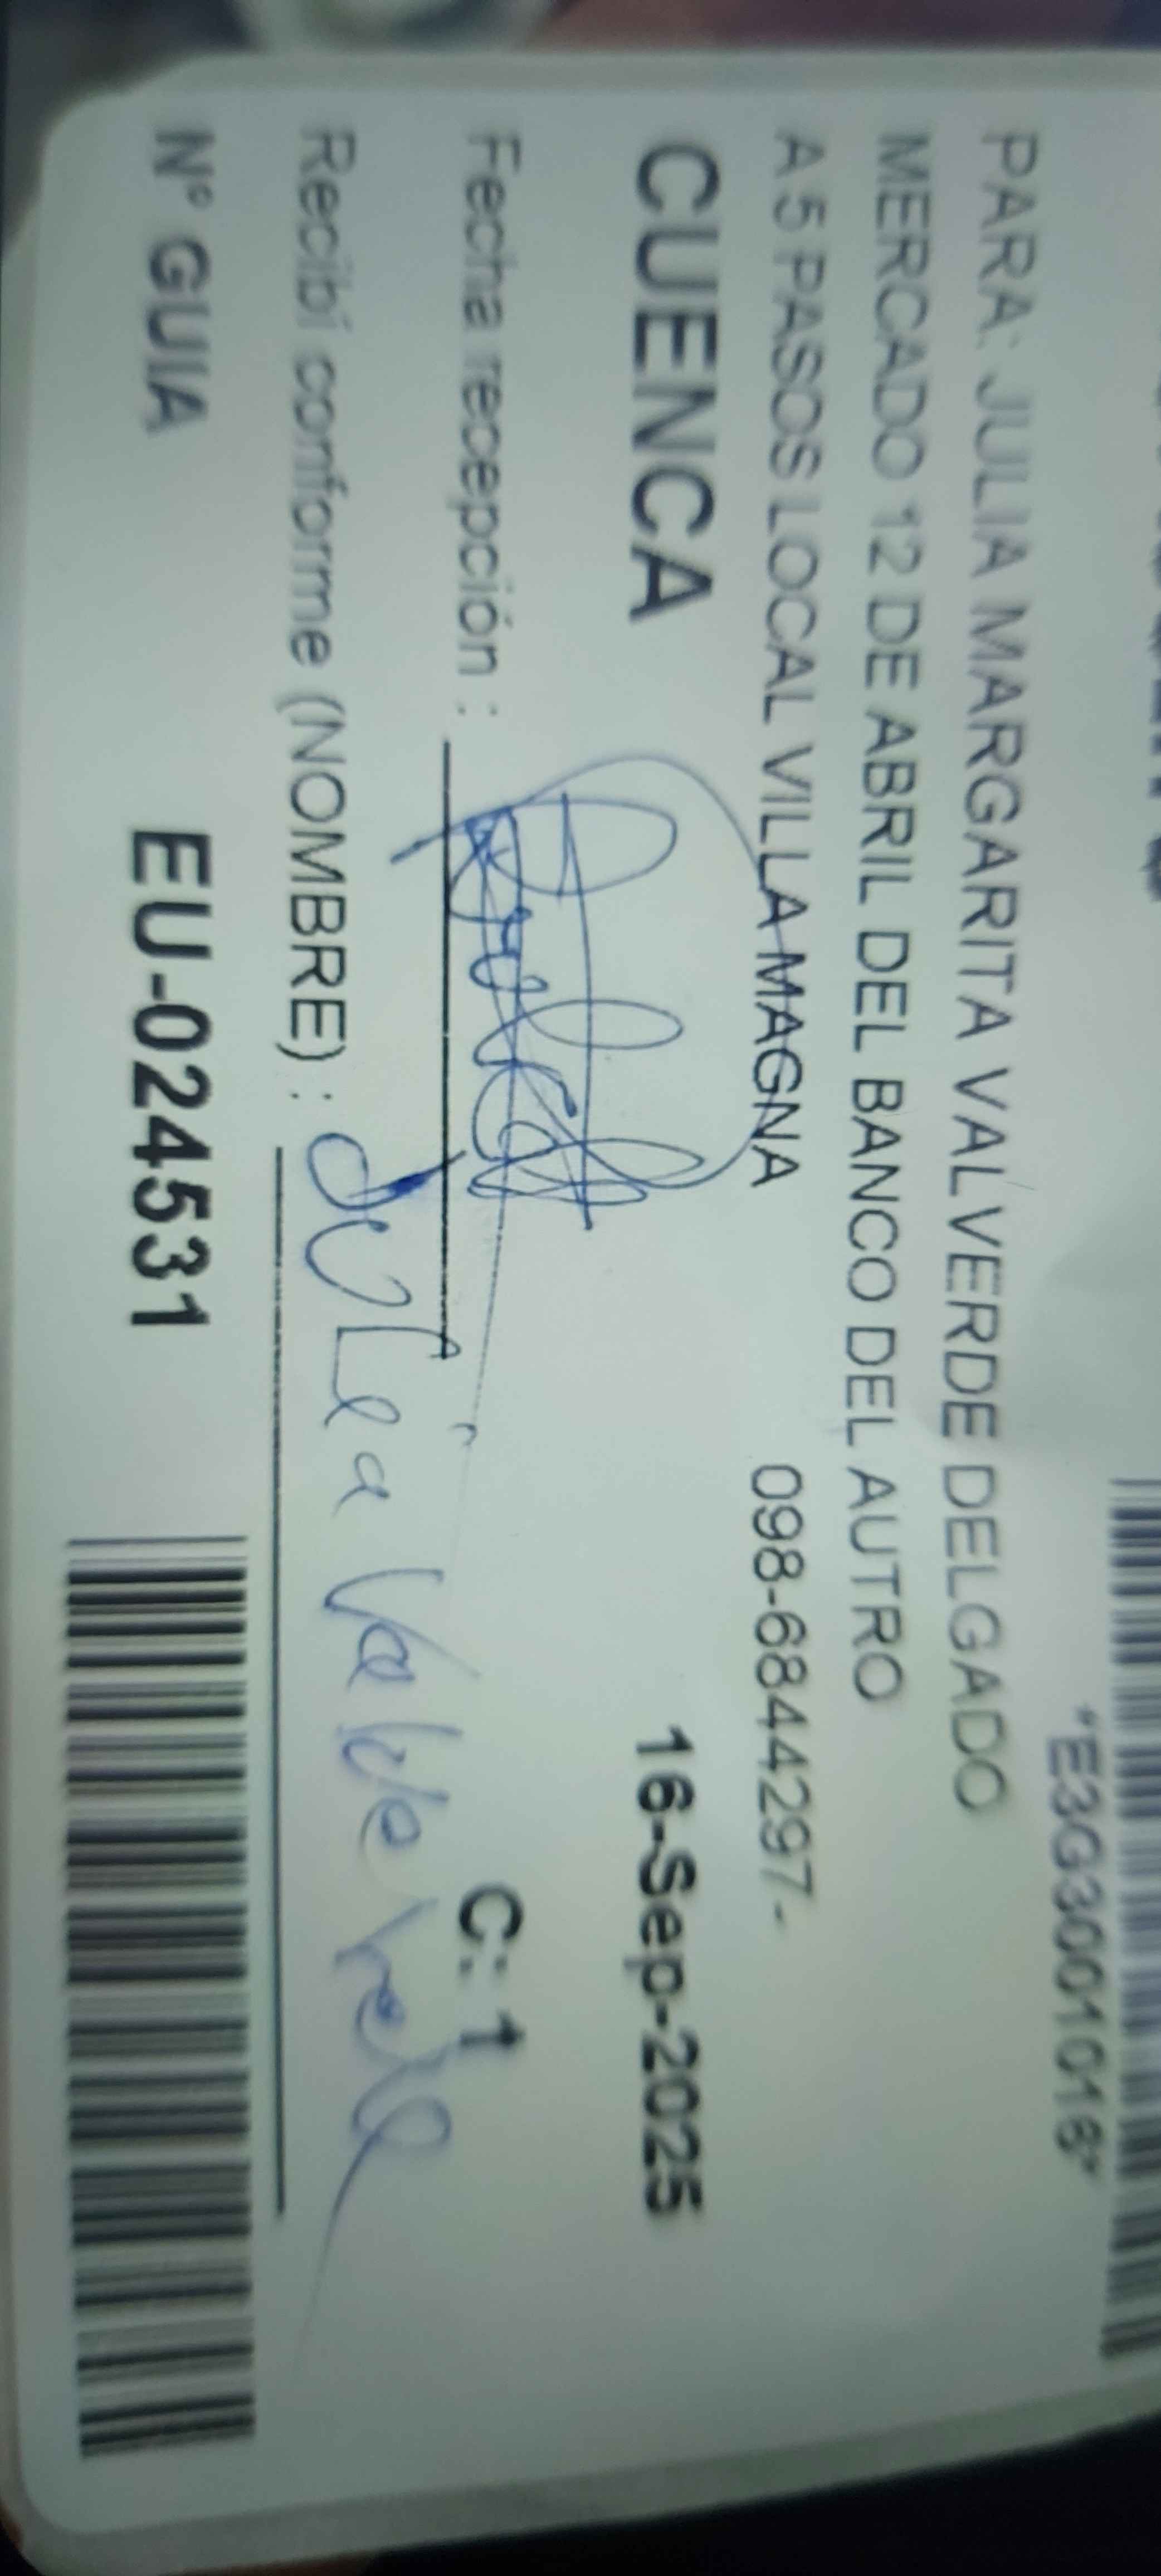 *E3G3001018*
PARA: JULIA MARGARITA VALVERDE DELGADO
MERCADO 12 DE ABRIL DEL BANCO DEL AUTRO
A 5 PASOS LOCAL VILLA MAGNA 098-6844297-
CUENCA 16-Sep-2025
Fecha recepción : C: 1
Recibí conforme (NOMBRE) : Julia Valverde
Nº GUIA EU-024531